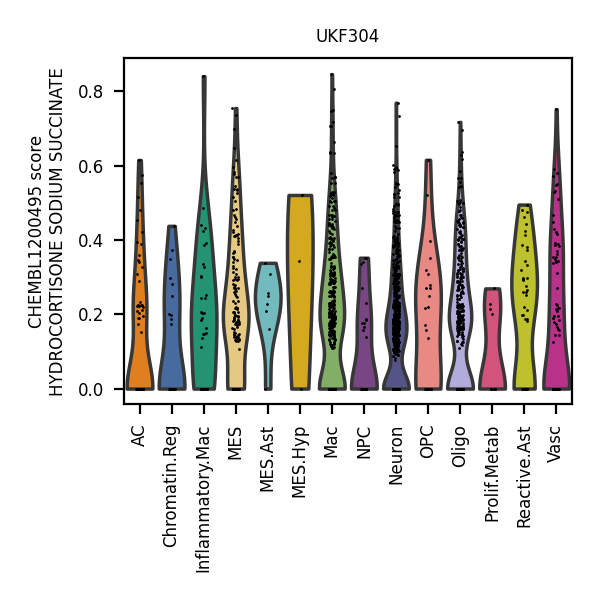 UKF304
CHEMBL1200495 score
HYDROCORTISONE SODIUM SUCCINATE
0.8
0.6
0.4
0.2
0.0
AC
Chromatin.Reg
Inflammatory.Mac
MES
MES.Ast
MES.Hyp
Mac
NPC
Neuron
OPC
Oligo
Prolif.Metab
Reactive.Ast
Vasc